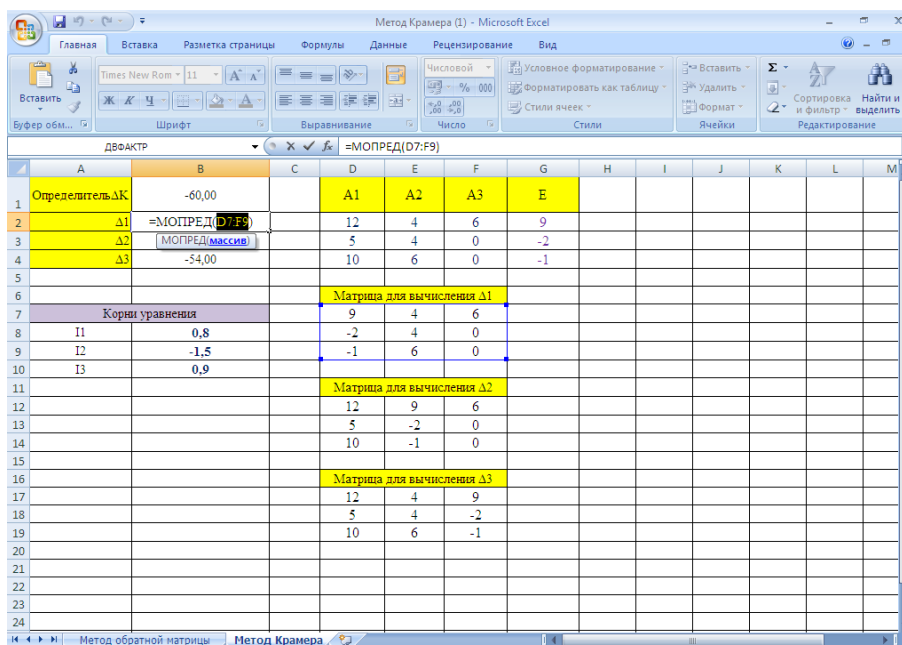 Метод Крамера (1) - Microsoft Excel
Главная Вставка Разметка страницы Формулы Данные Рецензирование Вид
Times New Rom 11 Числовой Условное форматирование Вставить Σ
Вставить Ж К Ч % 000 Форматировать как таблицу Удалить Сортировка и фильтр Найти и выделить
Стили ячеек Формат
Буфер обм... Шрифт Выравнивание Число Стили Ячейки Редактирование
ДВФАКТР fx =МОПРЕД(D7:F9)
A B C D E F G H I J K L M
1 ОпределительΔК -60,00 A1 A2 A3 E
2 Δ1 =МОПРЕД(D7:F9) 12 4 6 9
3 Δ2 МОПРЕД(массив) 5 4 0 -2
4 Δ3 -54,00 10 6 0 -1
5
6 Матрица для вычисления Δ1
7 Корни уравнения 9 4 6
8 I1 0,8 -2 4 0
9 I2 -1,5 -1 6 0
10 I3 0,9
11 Матрица для вычисления Δ2
12 12 9 6
13 5 -2 0
14 10 -1 0
15
16 Матрица для вычисления Δ3
17 12 4 9
18 5 4 -2
19 10 6 -1
20
21
22
23
24
Метод обратной матрицы Метод Крамера